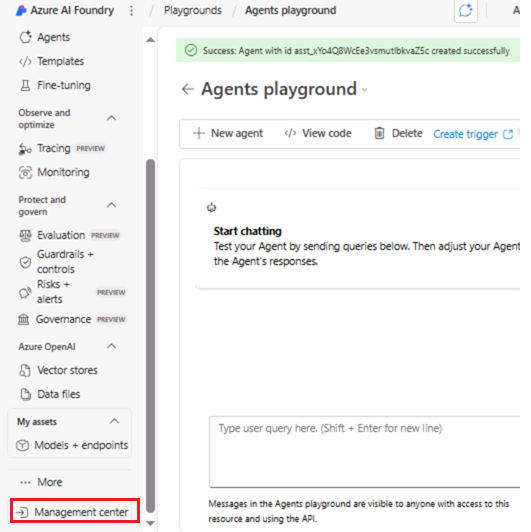 Azure AI Foundry / Playgrounds / Agents playground
Agents
Templates
Fine-tuning
Observe and
optimize
Tracing PREVIEW
Monitoring
Protect and
govern
Evaluation PREVIEW
Guardrails +
controls
Risks +
alerts PREVIEW
Governance PREVIEW
Azure OpenAI
Vector stores
Data files
My assets
Models + endpoints
More
Management center
Success: Agent with id asst_xYo4Q8WcEe3vsmutlbkvaZ5c created successfully
Agents playground
New agent </> View code Delete Create trigger
Start chatting
Test your Agent by sending queries below. Then adjust your Agent
the Agent's responses.
Type user query here. (Shift + Enter for new line)
Messages in the Agents playground are visible to anyone with access to this
resource and using the API.